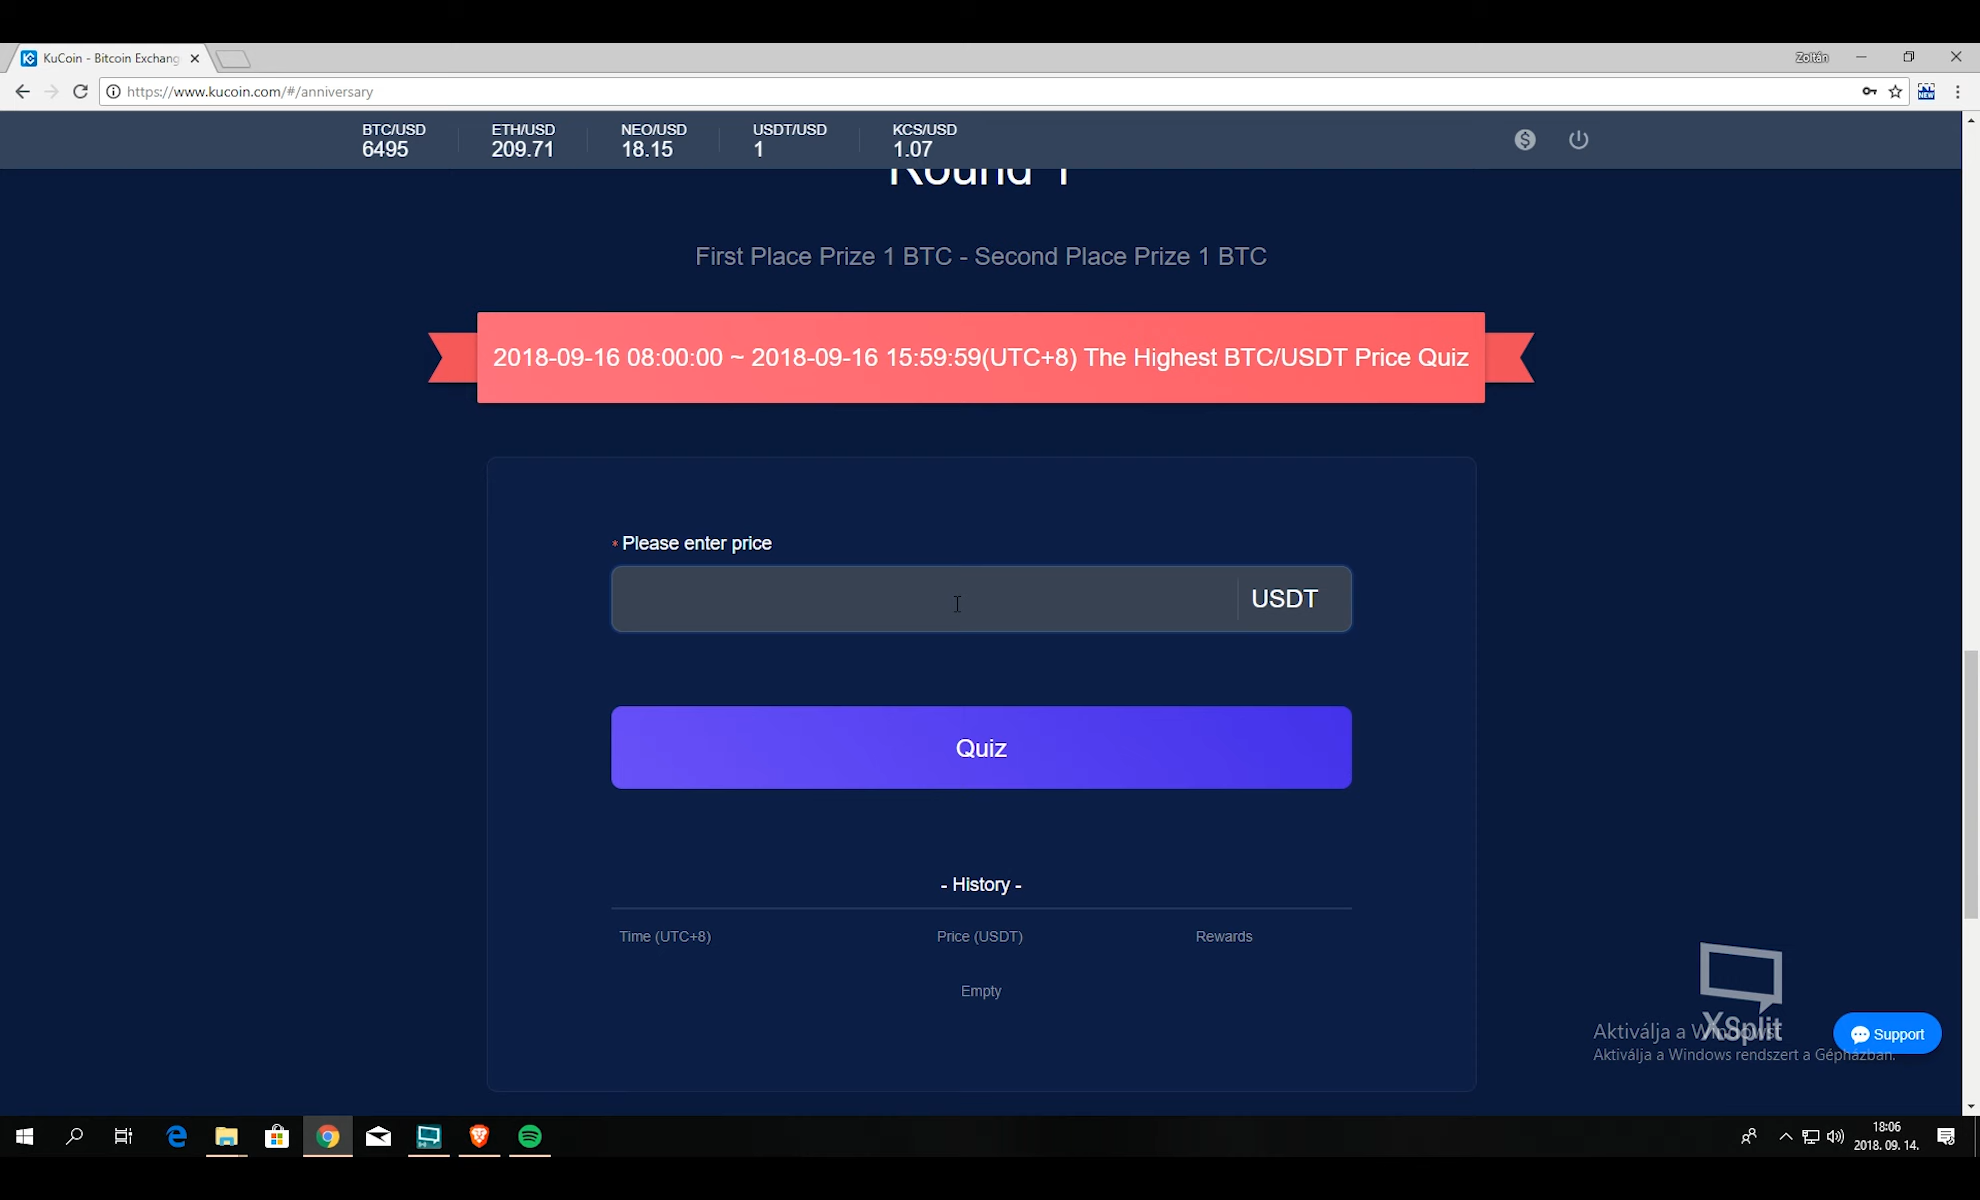 KuCoin - Bitcoin Exchang
Zoltán
https://www.kucoin.com/#/anniversary
NEW
BTC/USD ETH/USD NEO/USD USDT/USD KCS/USD
6495 209.71 18.15 1 1.07
Round 1
First Place Prize 1 BTC - Second Place Prize 1 BTC
2018-09-16 08:00:00 ~ 2018-09-16 15:59:59(UTC+8) The Highest BTC/USDT Price Quiz
* Please enter price
USDT
Quiz
- History -
Time (UTC+8) Price (USDT) Rewards
Empty
XSplit
Aktiválja a Windowst
Aktiválja a Windows rendszert a Gépházban.
Support
18:06
2018. 09. 14.